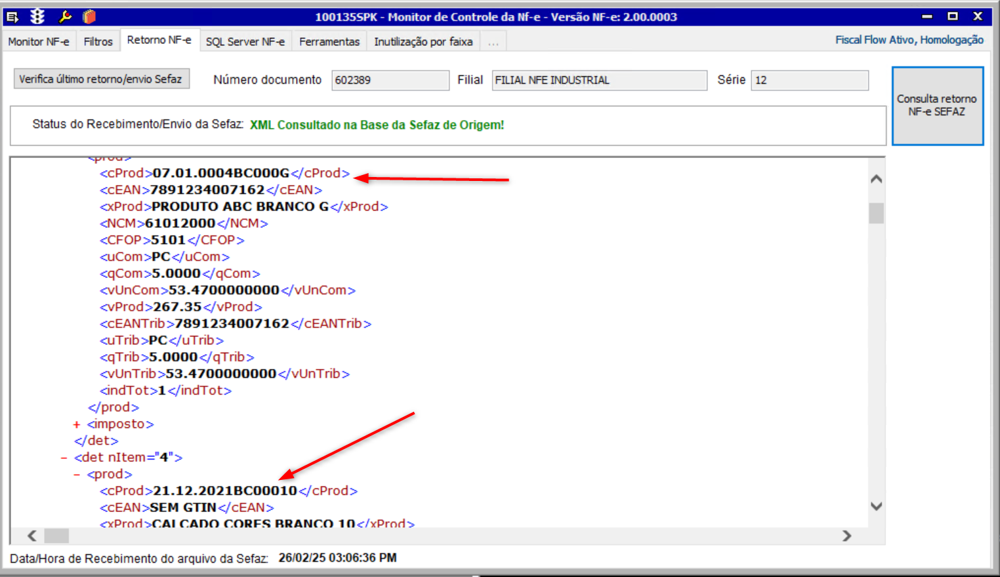 100135SPK - Monitor de Controle da Nf-e - Versão NF-e: 2.00.0003
Monitor NF-e Filtros Retorno NF-e SQL Server NF-e Ferramentas Inutilização por faixa ... Fiscal Flow Ativo, Homologação
Verifica último retorno/envio Sefaz Número documento 602389 Filial FILIAL NFE INDUSTRIAL Série 12
Consulta retorno
NF-e SEFAZ
Status do Recebimento/Envio da Sefaz: XML Consultado na Base da Sefaz de Origem!
<prod>
<cProd>07.01.0004BC000G</cProd>
<cEAN>7891234007162</cEAN>
<xProd>PRODUTO ABC BRANCO G</xProd>
<NCM>61012000</NCM>
<CFOP>5101</CFOP>
<uCom>PC</uCom>
<qCom>5.0000</qCom>
<vUnCom>53.4700000000</vUnCom>
<vProd>267.35</vProd>
<cEANTrib>7891234007162</cEANTrib>
<uTrib>PC</uTrib>
<qTrib>5.0000</qTrib>
<vUnTrib>53.4700000000</vUnTrib>
<indTot>1</indTot>
</prod>
+ <imposto>
</det>
- <det nItem="4">
- <prod>
<cProd>21.12.2021BC00010</cProd>
<cEAN>SEM GTIN</cEAN>
<xProd>CALCADO CORES BRANCO 10</xProd>
Data/Hora de Recebimento do arquivo da Sefaz: 26/02/25 03:06:36 PM